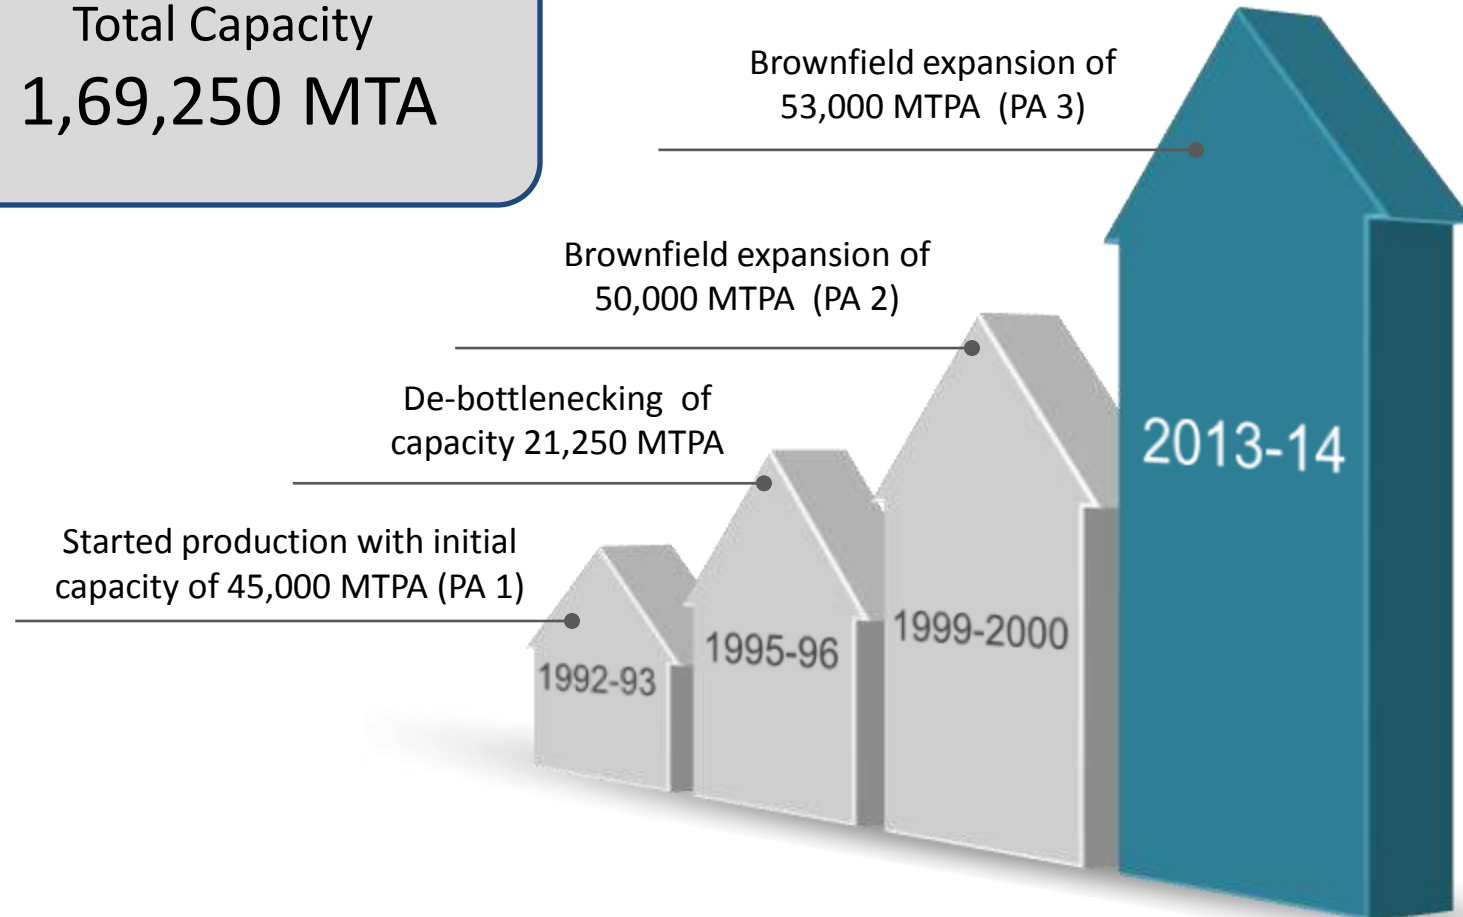 Total Capacity
1,69,250 MTA
Brownfield expansion of
53,000 MTPA (PA 3)
Brownfield expansion of
50,000 MTPA (PA 2)
De-bottlenecking of
capacity 21,250 MTPA
Started production with initial
capacity of 45,000 MTPA (PA 1)
1992-93
1995-96
1999-2000
2013-14